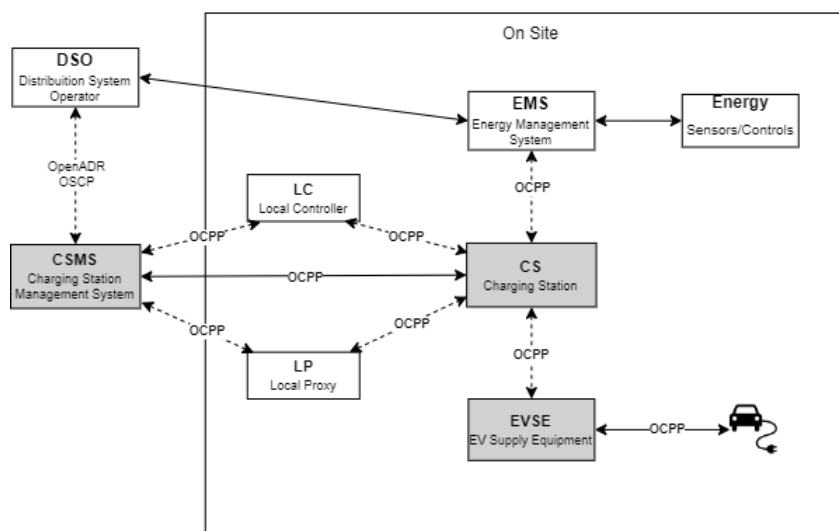 On Site
DSO
Distribuition System
Operator
EMS
Energy Management
System
Energy
Sensors/Controls
OpenADR
OSCP
OCPP
LC
Local Controller
OCPP
OCPP
CSMS
Charging Station
Management System
OCPP
CS
Charging Station
OCPP
OCPP
LP
Local Proxy
OCPP
EVSE
EV Supply Equipment
OCPP